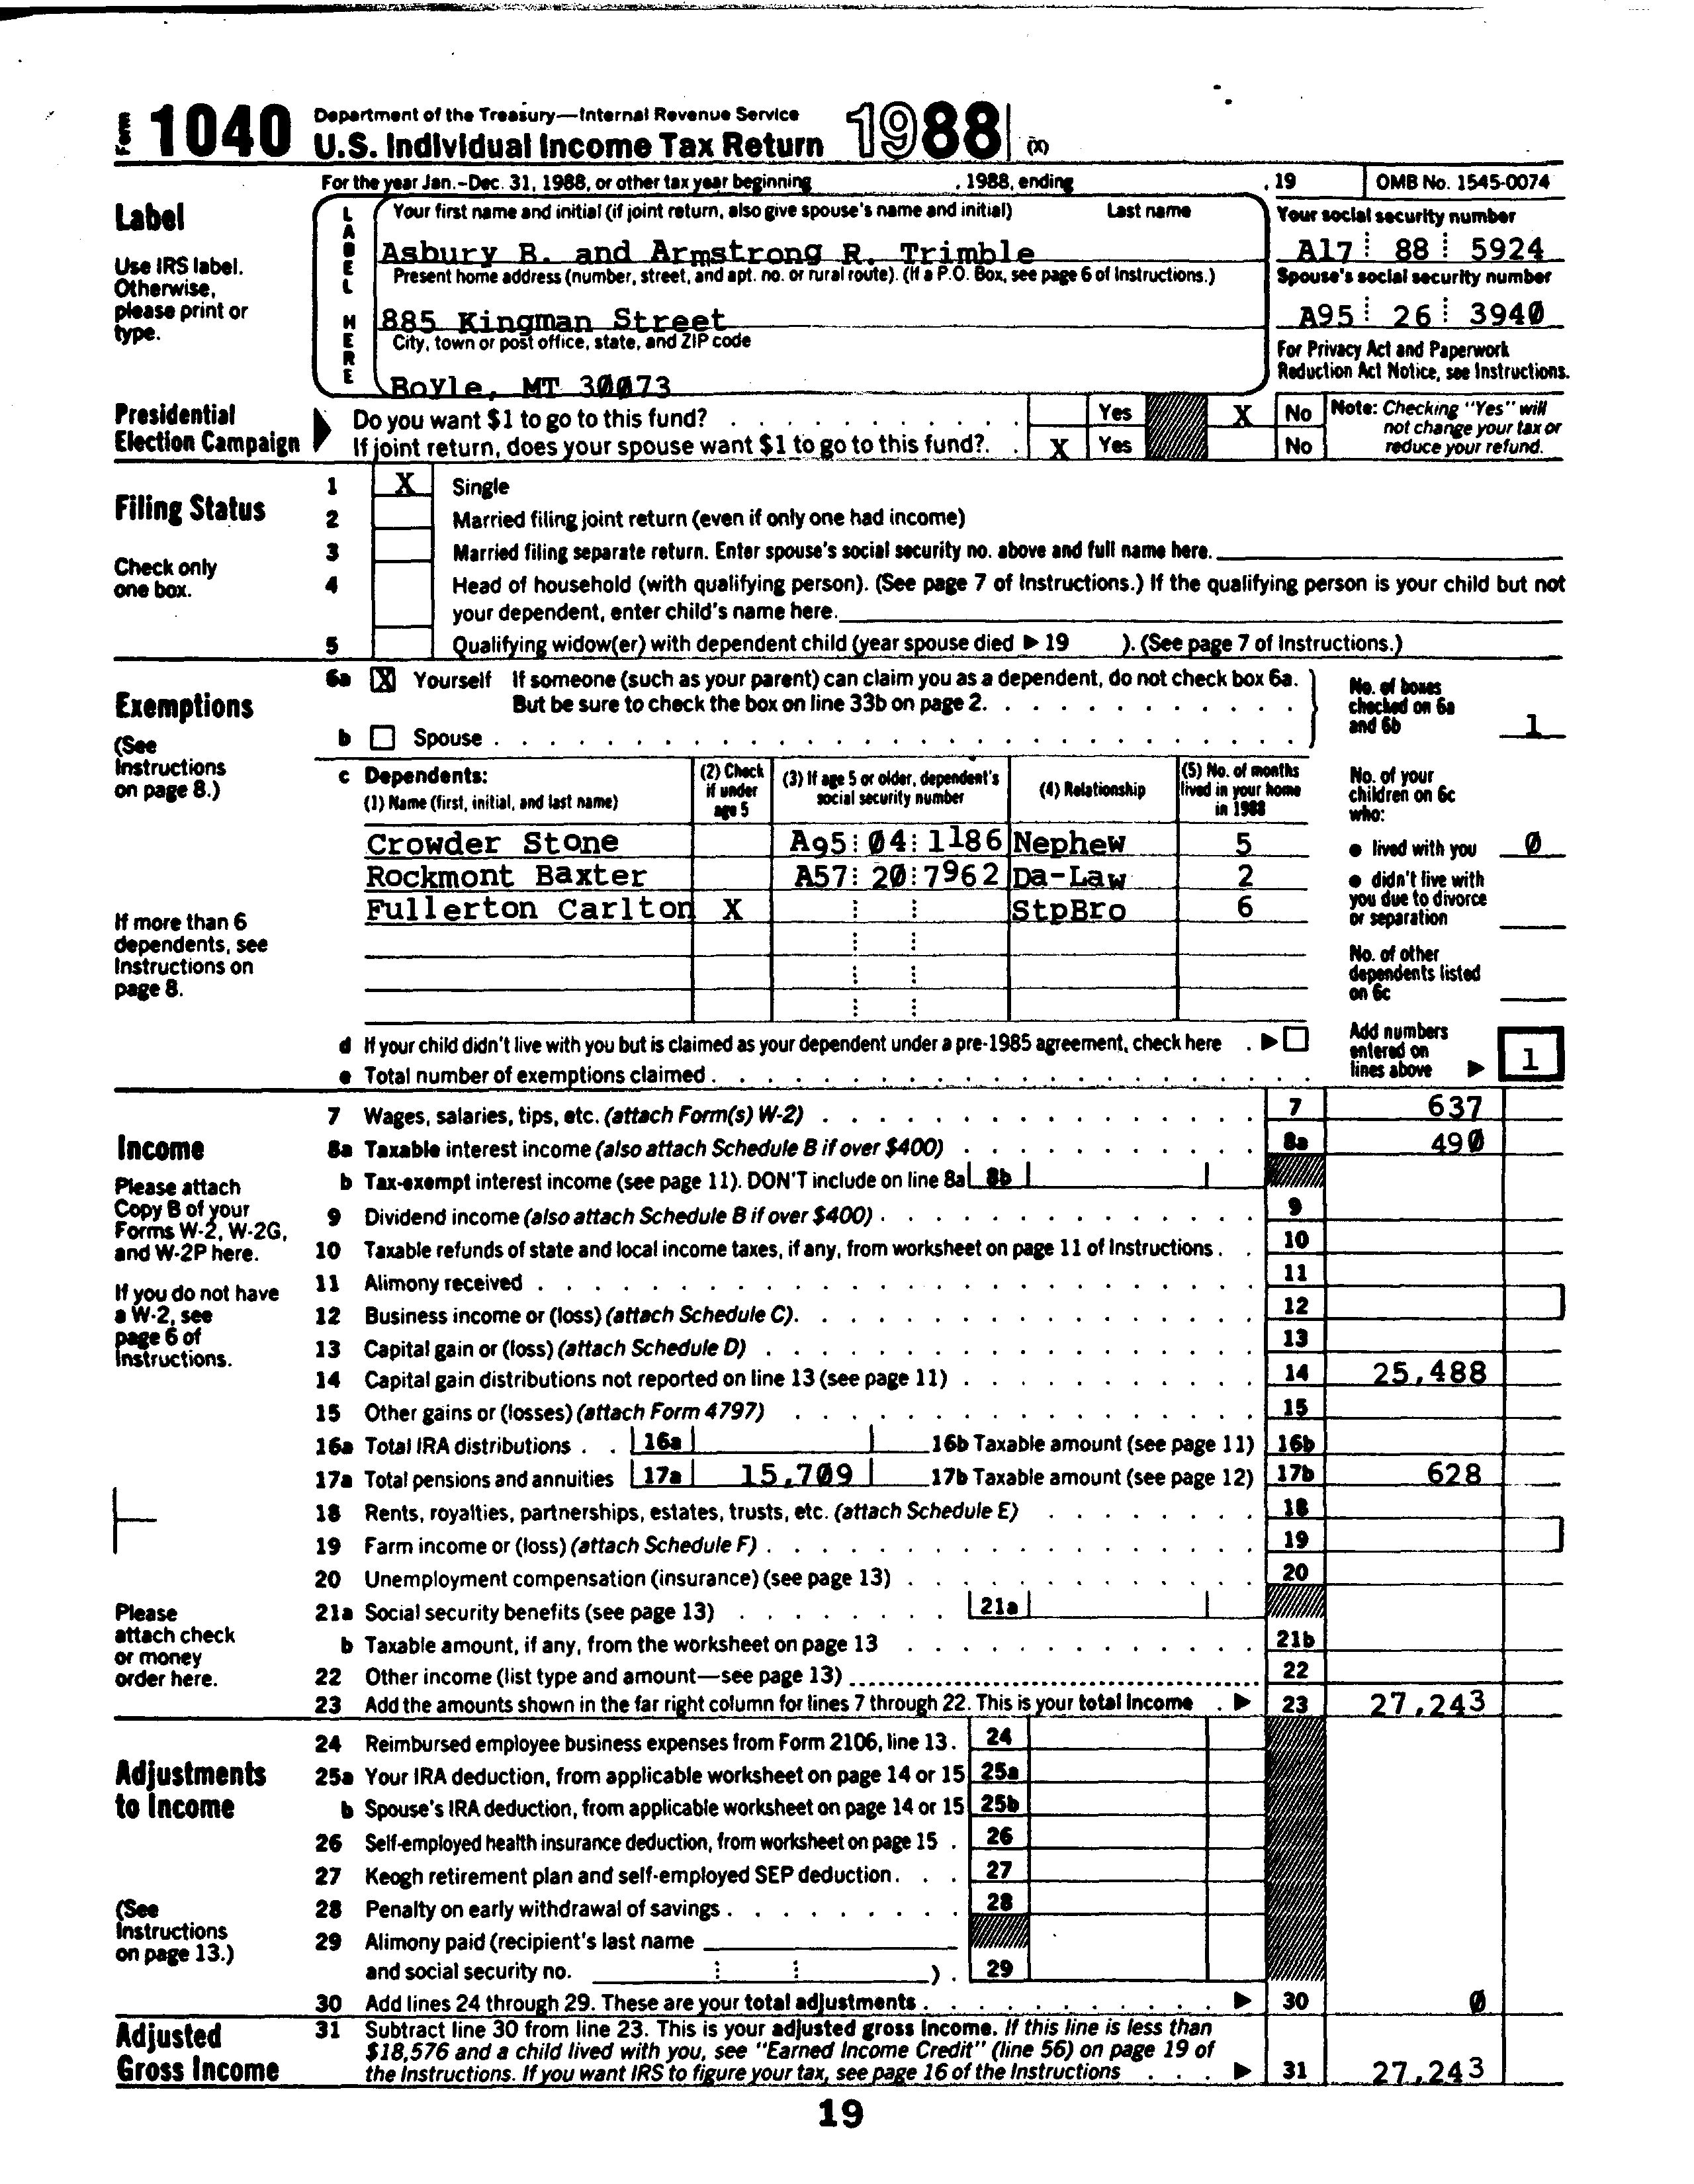 Form 1040 Department of the Treasury—Internal Revenue Service
U.S. Individual Income Tax Return 1988 (X)
For the year Jan.-Dec. 31, 1988, or other tax year beginning , 1988, ending , 19 OMB No. 1545-0074
Label
Use IRS label.
Otherwise,
please print or
type.
LABEL HERE
Your first name and initial (if joint return, also give spouse's name and initial) Last name
Asbury B. and Armstrong R. Trimble
Present home address (number, street, and apt. no. or rural route). (If a P.O. Box, see page 6 of Instructions.)
885 Kingman Street
City, town or post office, state, and ZIP code
Boyle, MT 30073
Your social security number
A17 88 5924
Spouse's social security number
A95 26 3940
For Privacy Act and Paperwork
Reduction Act Notice, see Instructions.
Presidential
Election Campaign
Do you want $1 to go to this fund? Yes X No
If joint return, does your spouse want $1 to go to this fund?. X Yes No
Note: Checking "Yes" will
not change your tax or
reduce your refund.
Filing Status
Check only
one box.
1 X Single
2 Married filing joint return (even if only one had income)
3 Married filing separate return. Enter spouse's social security no. above and full name here.
4 Head of household (with qualifying person). (See page 7 of Instructions.) If the qualifying person is your child but not
your dependent, enter child's name here.
5 Qualifying widow(er) with dependent child (year spouse died ▶ 19 ). (See page 7 of Instructions.)
Exemptions
(See
Instructions
on page 8.)
If more than 6
dependents, see
Instructions on
page 8.
6a X Yourself If someone (such as your parent) can claim you as a dependent, do not check box 6a.
But be sure to check the box on line 33b on page 2.
b Spouse
No. of boxes
checked on 6a
and 6b 1
c Dependents:
(1) Name (first, initial, and last name)
(2) Check
if under
age 5
(3) If age 5 or older, dependent's
social security number
(4) Relationship
(5) No. of months
lived in your home
in 1988
Crowder Stone A95 04 1186 Nephew 5
Rockmont Baxter A57 20 7962 Da-Law 2
Fullerton Carlton X StpBro 6
No. of your
children on 6c
who:
● lived with you 0
● didn't live with
you due to divorce
or separation
No. of other
dependents listed
on 6c
d If your child didn't live with you but is claimed as your dependent under a pre-1985 agreement, check here . ▶
e Total number of exemptions claimed
Add numbers
entered on
lines above ▶ 1
Income
Please attach
Copy B of your
Forms W-2, W-2G,
and W-2P here.
If you do not have
a W-2, see
page 6 of
Instructions.
Please
attach check
or money
order here.
7 Wages, salaries, tips, etc. (attach Form(s) W-2) 7 637
8a Taxable interest income (also attach Schedule B if over $400) 8a 490
b Tax-exempt interest income (see page 11). DON'T include on line 8a 8b
9 Dividend income (also attach Schedule B if over $400) 9
10 Taxable refunds of state and local income taxes, if any, from worksheet on page 11 of Instructions 10
11 Alimony received 11
12 Business income or (loss) (attach Schedule C) 12
13 Capital gain or (loss) (attach Schedule D) 13
14 Capital gain distributions not reported on line 13 (see page 11) 14 25,488
15 Other gains or (losses) (attach Form 4797) 15
16a Total IRA distributions 16a 16b Taxable amount (see page 11) 16b
17a Total pensions and annuities 17a 15,709 17b Taxable amount (see page 12) 17b 628
18 Rents, royalties, partnerships, estates, trusts, etc. (attach Schedule E) 18
19 Farm income or (loss) (attach Schedule F) 19
20 Unemployment compensation (insurance) (see page 13) 20
21a Social security benefits (see page 13) 21a
b Taxable amount, if any, from the worksheet on page 13 21b
22 Other income (list type and amount—see page 13) 22
23 Add the amounts shown in the far right column for lines 7 through 22. This is your total income ▶ 23 27,243
Adjustments
to Income
(See
Instructions
on page 13.)
24 Reimbursed employee business expenses from Form 2106, line 13. 24
25a Your IRA deduction, from applicable worksheet on page 14 or 15 25a
b Spouse's IRA deduction, from applicable worksheet on page 14 or 15 25b
26 Self-employed health insurance deduction, from worksheet on page 15 26
27 Keogh retirement plan and self-employed SEP deduction 27
28 Penalty on early withdrawal of savings 28
29 Alimony paid (recipient's last name
and social security no. ). 29
30 Add lines 24 through 29. These are your total adjustments ▶ 30 0
Adjusted
Gross Income
31 Subtract line 30 from line 23. This is your adjusted gross income. If this line is less than
$18,576 and a child lived with you, see "Earned Income Credit" (line 56) on page 19 of
the Instructions. If you want IRS to figure your tax, see page 16 of the Instructions ▶ 31 27,243
19